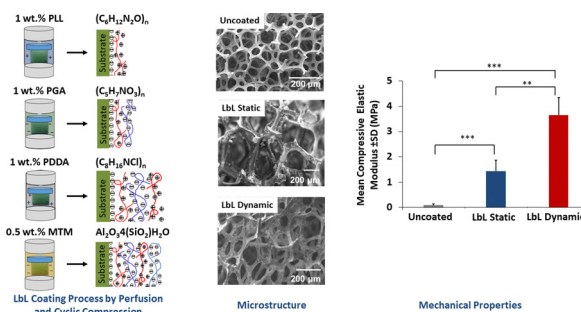 1 wt.% PLL
(C₆H₁₂N₂O)n
Substrate
1 wt.% PGA
(C₅H₇NO₃)n
Substrate
1 wt.% PDDA
(C₈H₁₆NCl)n
Substrate
0.5 wt.% MTM
Al₂O₃4(SiO₂)H₂O
Substrate
LbL Coating Process by Perfusion
and Cyclic Compression
Uncoated
200 µm
LbL Static
200 µm
LbL Dynamic
200 µm
Microstructure
Mean Compressive Elastic
Modulus ±SD (MPa)
5
4
3
2
1
0
***
**
***
Uncoated
LbL Static
LbL Dynamic
Mechanical Properties